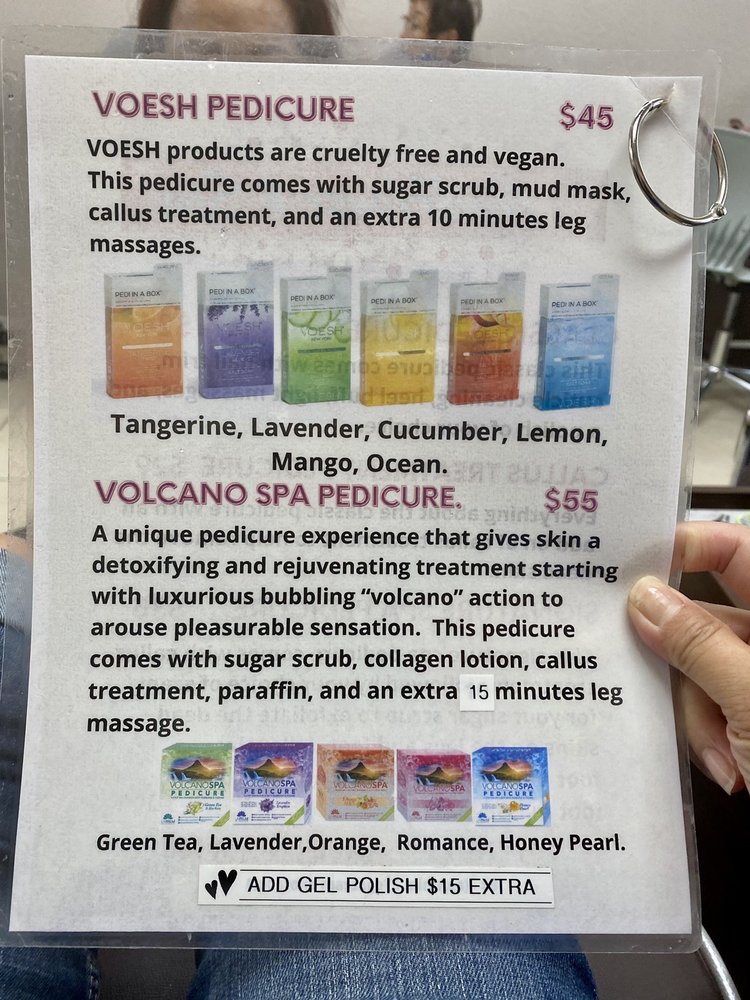 VOESH PEDICURE $45
VOESH products are cruelty free and vegan.
This pedicure comes with sugar scrub, mud mask,
callus treatment, and an extra 10 minutes leg
massages.
PEDI IN A BOX PEDI IN A BOX PEDI IN A BOX PEDI IN A BOX PEDI IN A BOX PEDI IN A BOX
VOESH VOESH VOESH
NEW YORK
Tangerine, Lavender, Cucumber, Lemon,
Mango, Ocean.
VOLCANO SPA PEDICURE. $55
A unique pedicure experience that gives skin a
detoxifying and rejuvenating treatment starting
with luxurious bubbling “volcano” action to
arouse pleasurable sensation. This pedicure
comes with sugar scrub, collagen lotion, callus
treatment, paraffin, and an extra 15 minutes leg
massage.
VOLCANO SPA VOLCANO SPA VOLCANO SPA VOLCANO SPA VOLCANO SPA
PEDICURE PEDICURE PEDICURE PEDICURE PEDICURE
Green Tea, Lavender,Orange, Romance, Honey Pearl.
ADD GEL POLISH $15 EXTRA